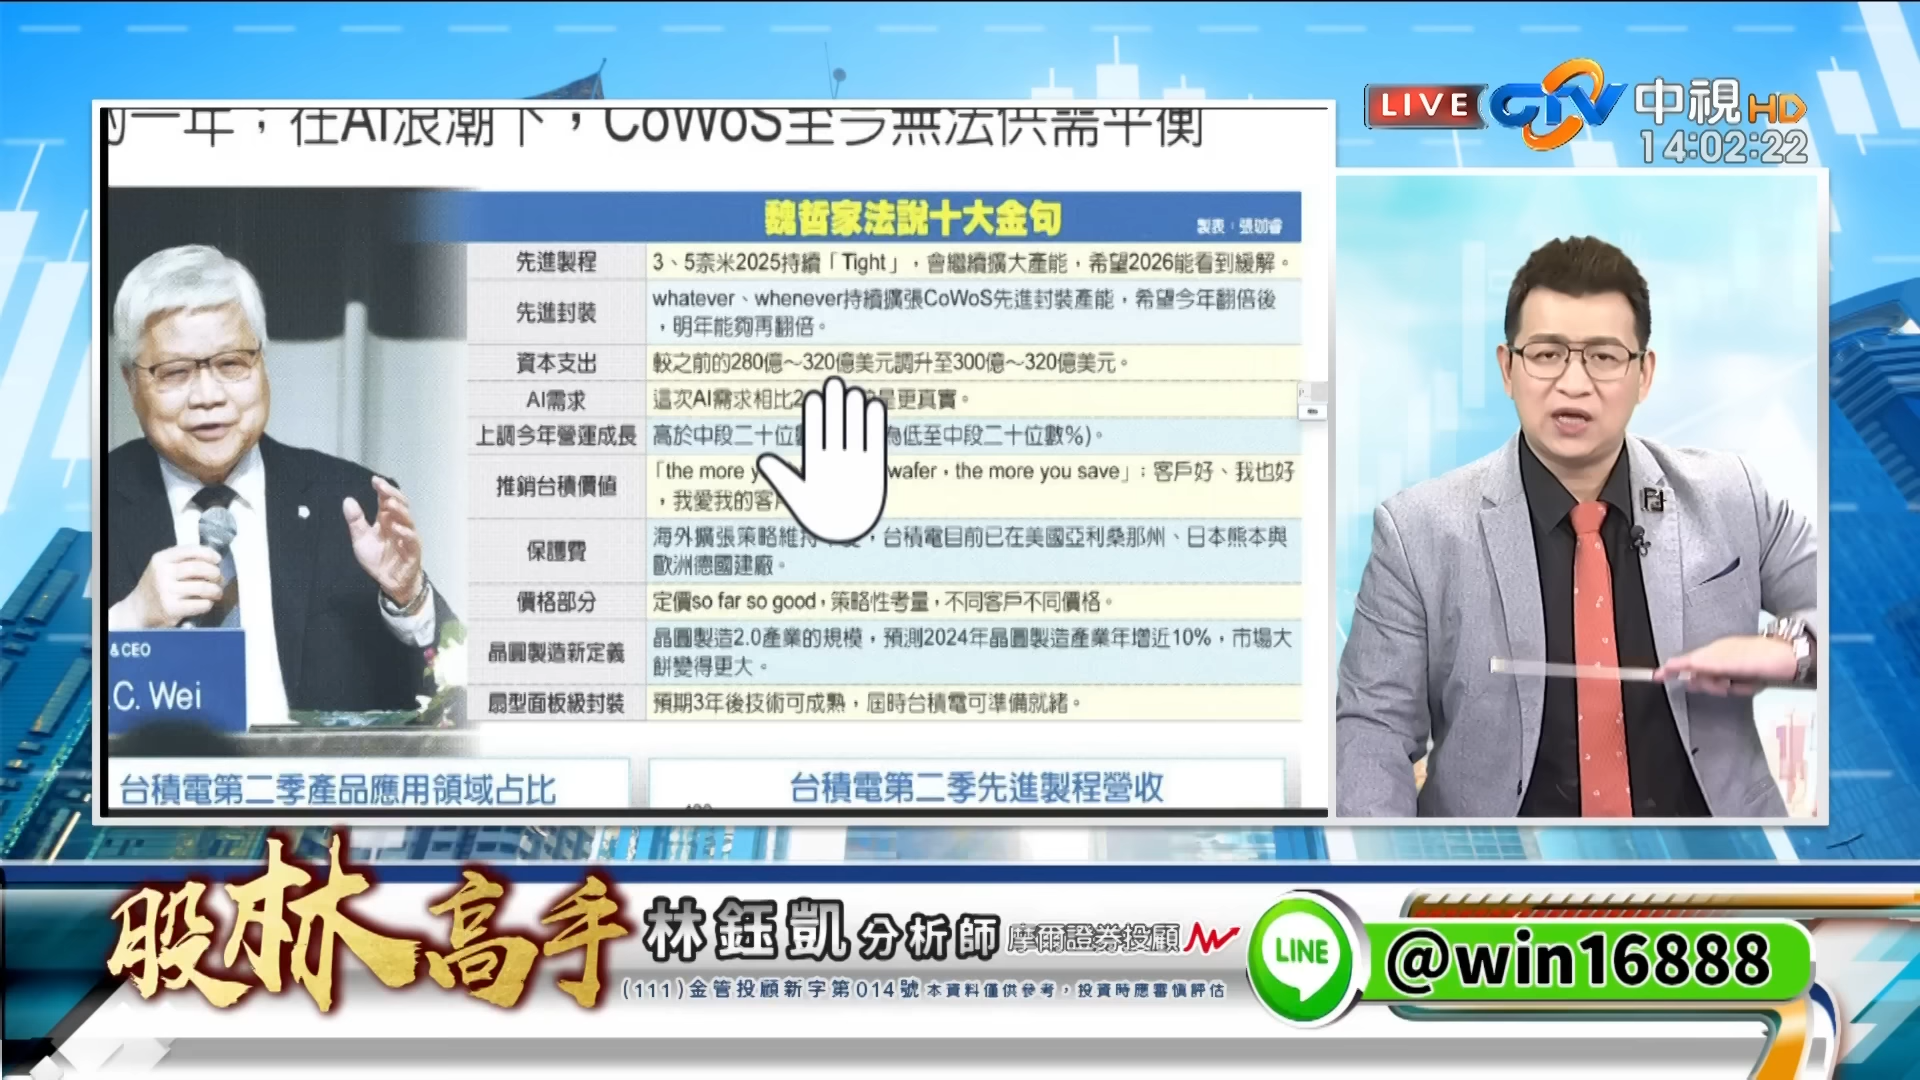 的一年；在AI浪潮下，CoWoS至今無法供需平衡
LIVE CTV 中視 HD
14:02:22
魏哲家法說十大金句
製表：張珈睿
先進製程 3、5奈米2025持續「Tight」，會繼續擴大產能，希望2026能看到緩解。
先進封裝 whatever、whenever持續擴張CoWoS先進封裝產能，希望今年翻倍後
，明年能夠再翻倍。
資本支出 較之前的280億～320億美元調升至300億～320億美元。
AI需求 這次AI需求相比2 是更真實。
上調今年營運成長 高於中段二十位數 為低至中段二十位數%)。
推銷台積價值 「the more y wafer，the more you save」；客戶好、我也好
，我愛我的客戶
保護費 海外擴張策略維持不變，台積電目前已在美國亞利桑那州、日本熊本與
歐洲德國建廠。
價格部分 定價so far so good，策略性考量，不同客戶不同價格。
晶圓製造新定義 晶圓製造2.0產業的規模，預測2024年晶圓製造產業年增近10%，市場大
餅變得更大。
扇型面板級封裝 預期3年後技術可成熟，屆時台積電可準備就緒。
& CEO
.C. Wei
台積電第二季產品應用領域占比
台積電第二季先進製程營收
股林高手
林鈺凱分析師 摩爾證券投顧
(111)金管投顧新字第014號 本資料僅供參考，投資時應審慎評估
LINE
@win16888